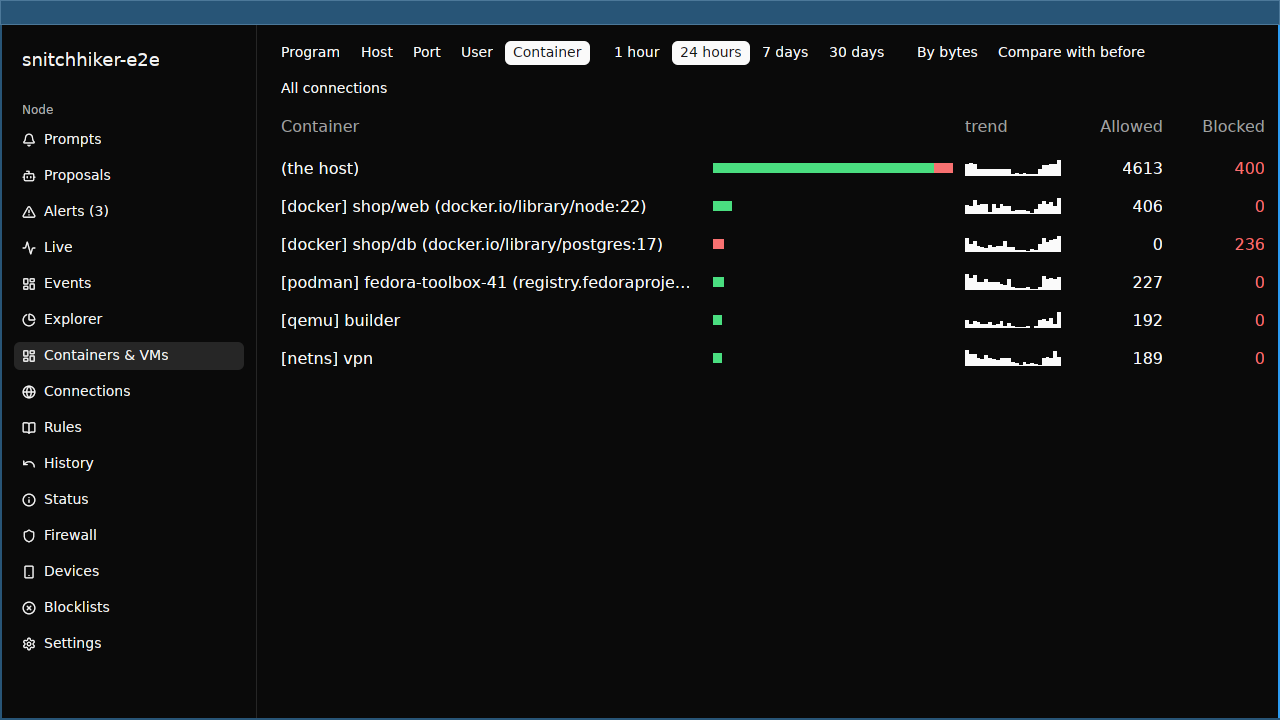 snitchhiker-e2e
Node
Prompts
Proposals
Alerts (3)
Live
Events
Explorer
Containers & VMs
Connections
Rules
History
Status
Firewall
Devices
Blocklists
Settings
Program Host Port User Container 1 hour 24 hours 7 days 30 days By bytes Compare with before
All connections
Container trend Allowed Blocked
(the host) 4613 400
[docker] shop/web (docker.io/library/node:22) 406 0
[docker] shop/db (docker.io/library/postgres:17) 0 236
[podman] fedora-toolbox-41 (registry.fedoraproje... 227 0
[qemu] builder 192 0
[netns] vpn 189 0